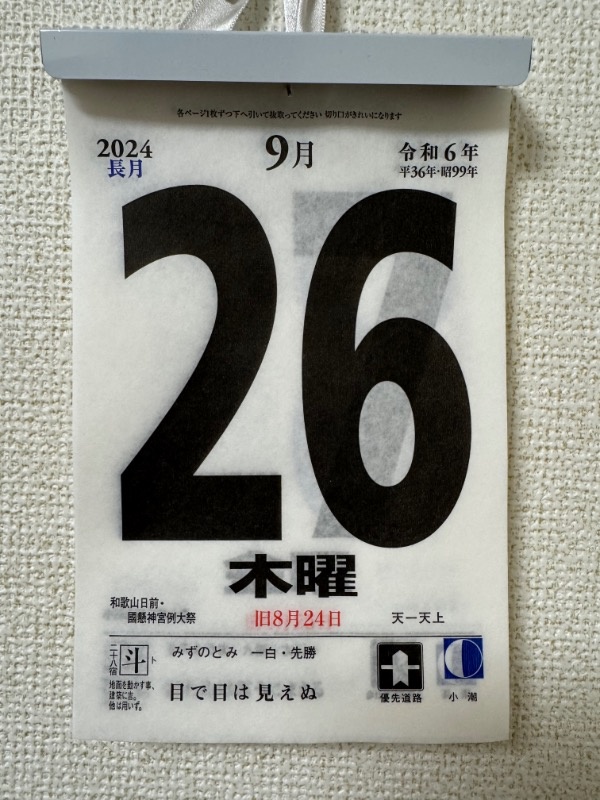 各ページ1枚ずつ下へ引いて抜取ってください 切り口がきれいになります
2024
長月
9月
令和6年
平36年・昭99年
26
木曜
和歌山日前・
國懸神宮例大祭
旧8月24日
天一天上
二十八宿
斗
ト
地面を動かす事、
建築に吉。
他は用いず。
みずのとみ 一白・先勝
目で目は見えぬ
優先道路
小潮